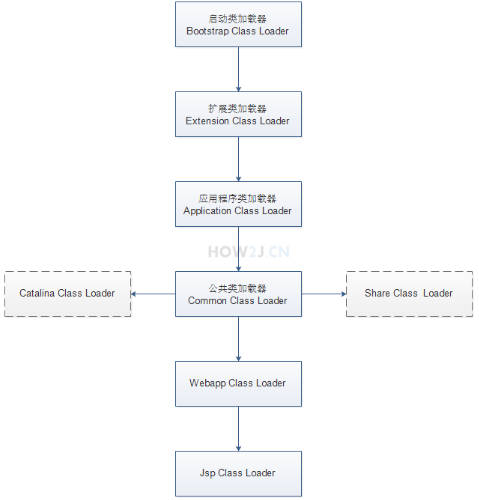 启动类加载器
Bootstrap Class Loader
扩展类加载器
Extension Class Loader
应用程序类加载器
Application Class Loader
HOW2J.CN
Catalina Class Loader
公共类加载器
Common Class Loader
Share Class Loader
Webapp Class Loader
Jsp Class Loader